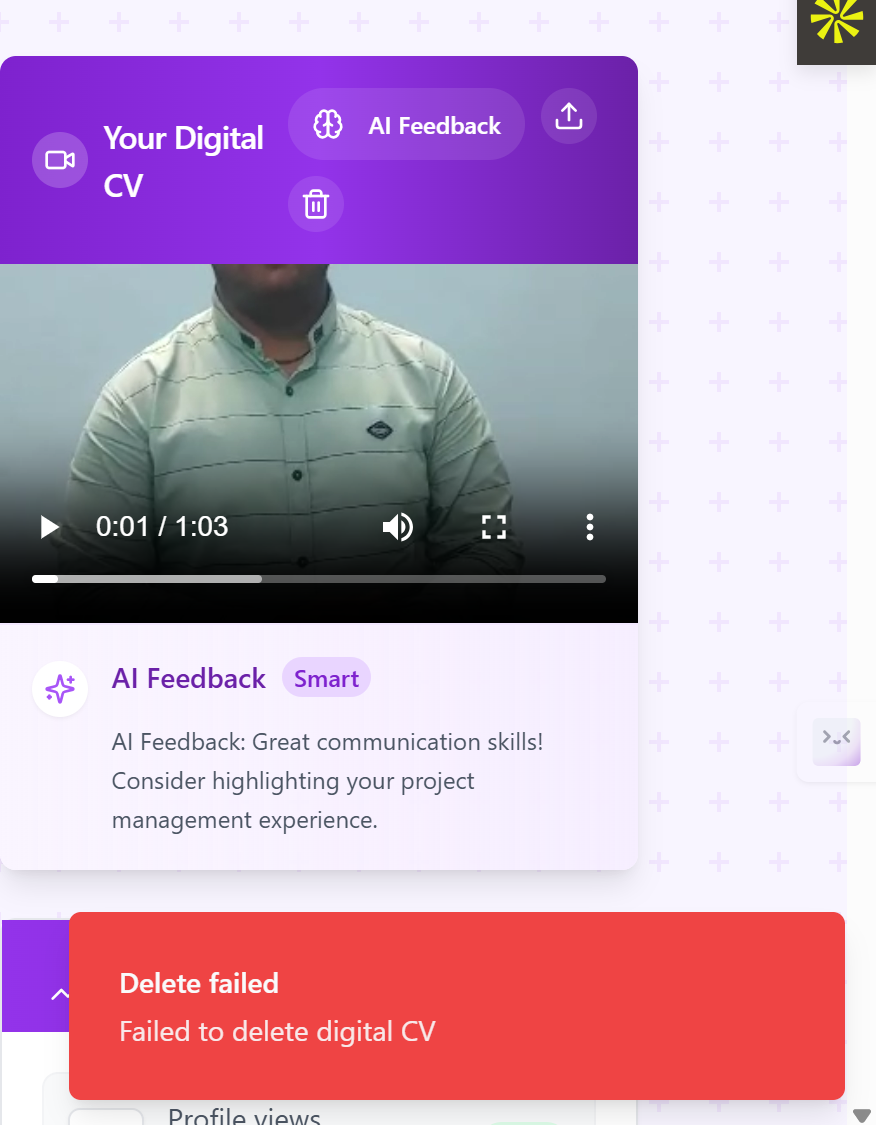 Your Digital
CV
AI Feedback
0:01 / 1:03
AI Feedback
Smart
AI Feedback: Great communication skills!
Consider highlighting your project
management experience.
Delete failed
Failed to delete digital CV
Profile views